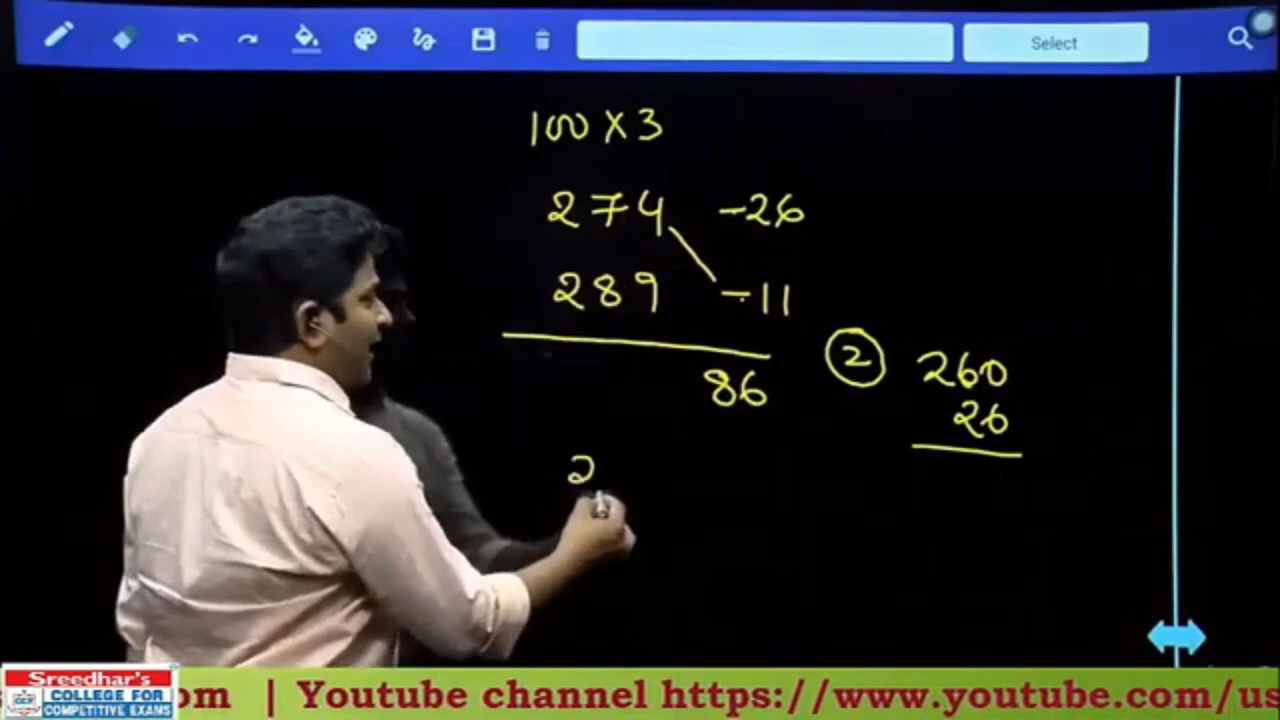 Select
100 × 3
274 -26
289 -11
86 ② 260
26
2
Sreedhar's
COLLEGE FOR
COMPETITIVE EXAMS
om | Youtube channel https://www.youtube.com/us